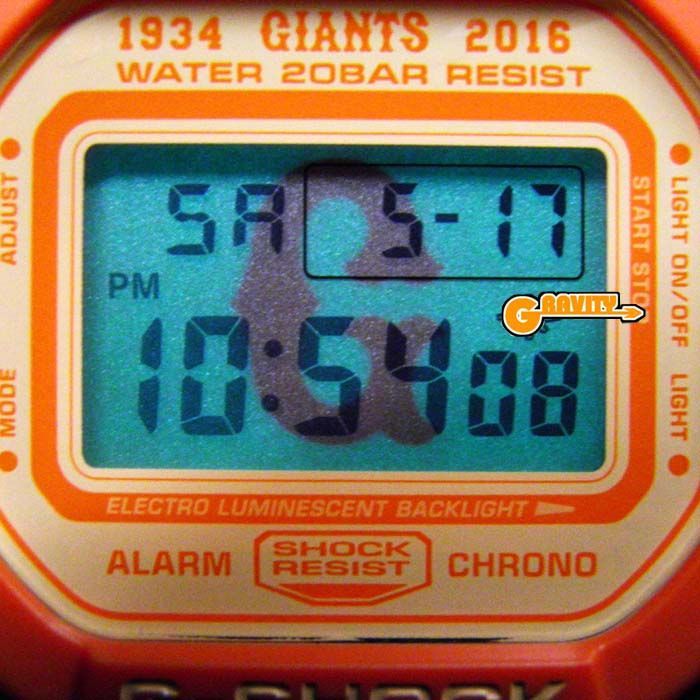 1934 GIANTS 2016
WATER 20BAR RESIST
ADJUST
MODE
SA 5-17
PM
10:54 08
START STOP
LIGHT ON/OFF
LIGHT
GRAVITY
ELECTRO LUMINESCENT BACKLIGHT
ALARM
SHOCK
RESIST
CHRONO
G-SHOCK